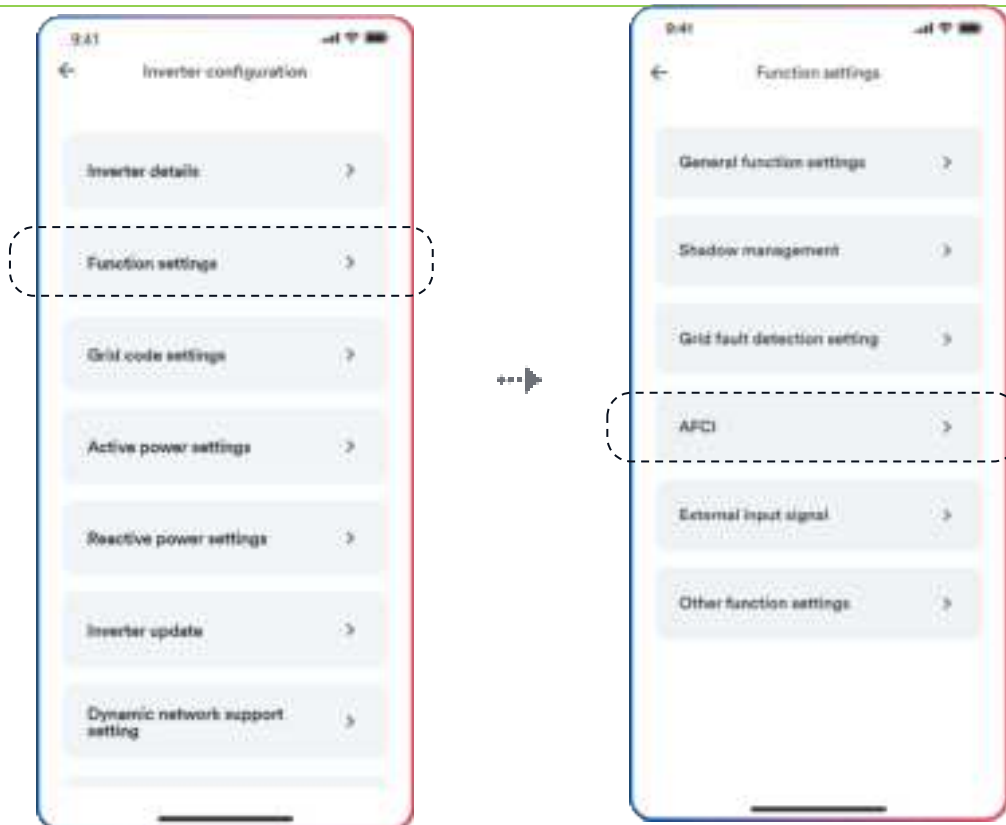 9:41
Inverter configuration
Inverter details
Function settings
Grid code settings
Active power settings
Reactive power settings
Inverter update
Dynamic network support
setting
9:41
Function settings
General function settings
Shadow management
Grid fault detection setting
AFCI
External input signal
Other function settings